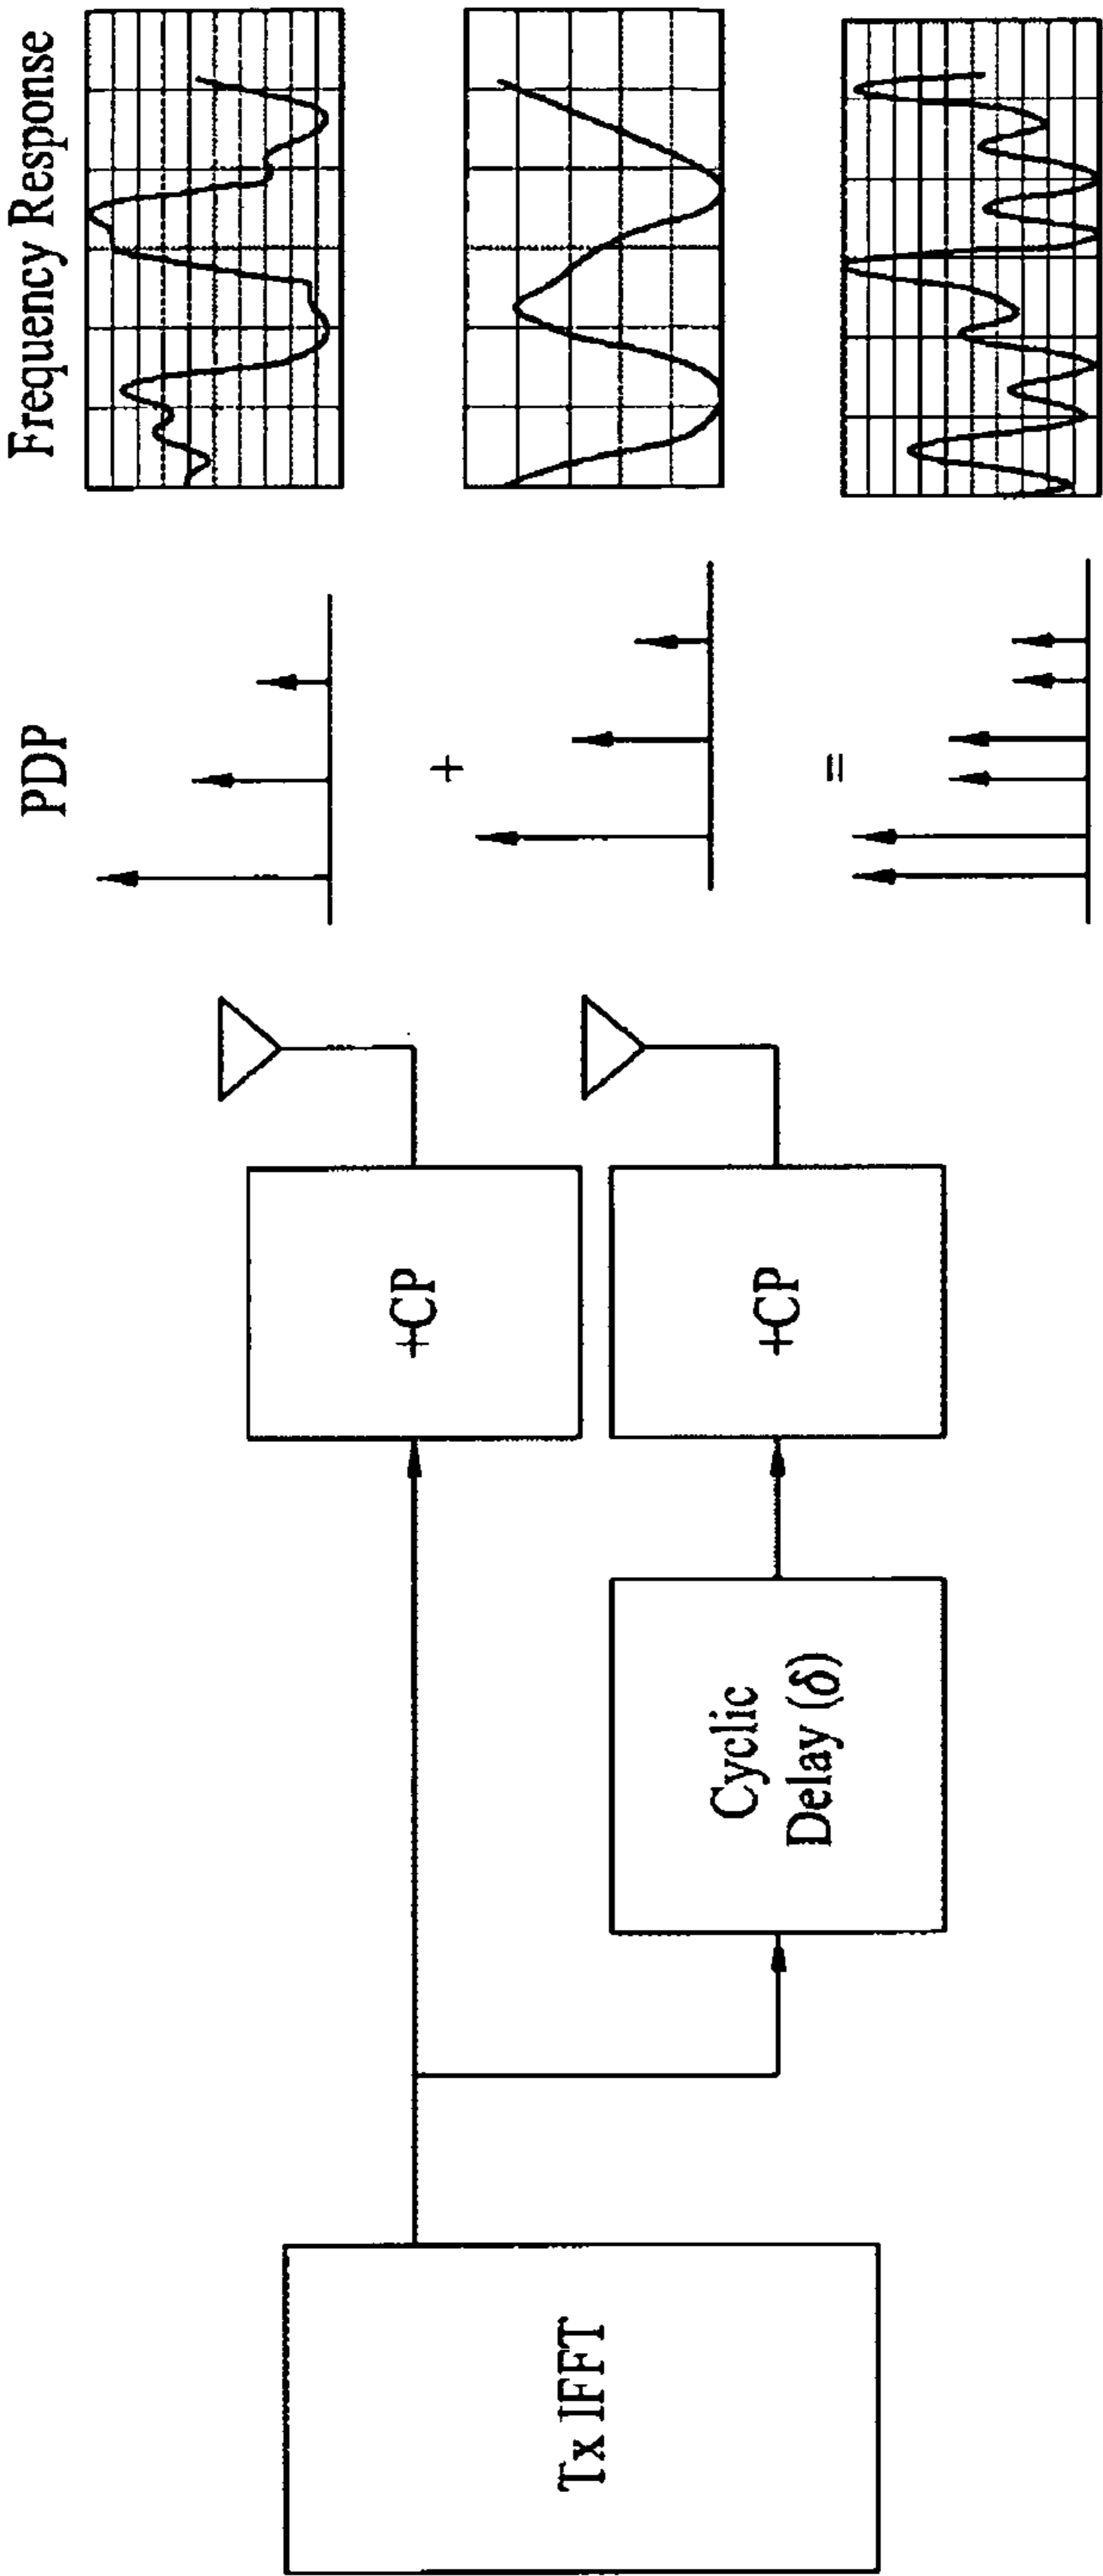 PDP
Frequency Response
Tx IFFT
+CP
+
Cyclic
Delay (δ)
+CP
=